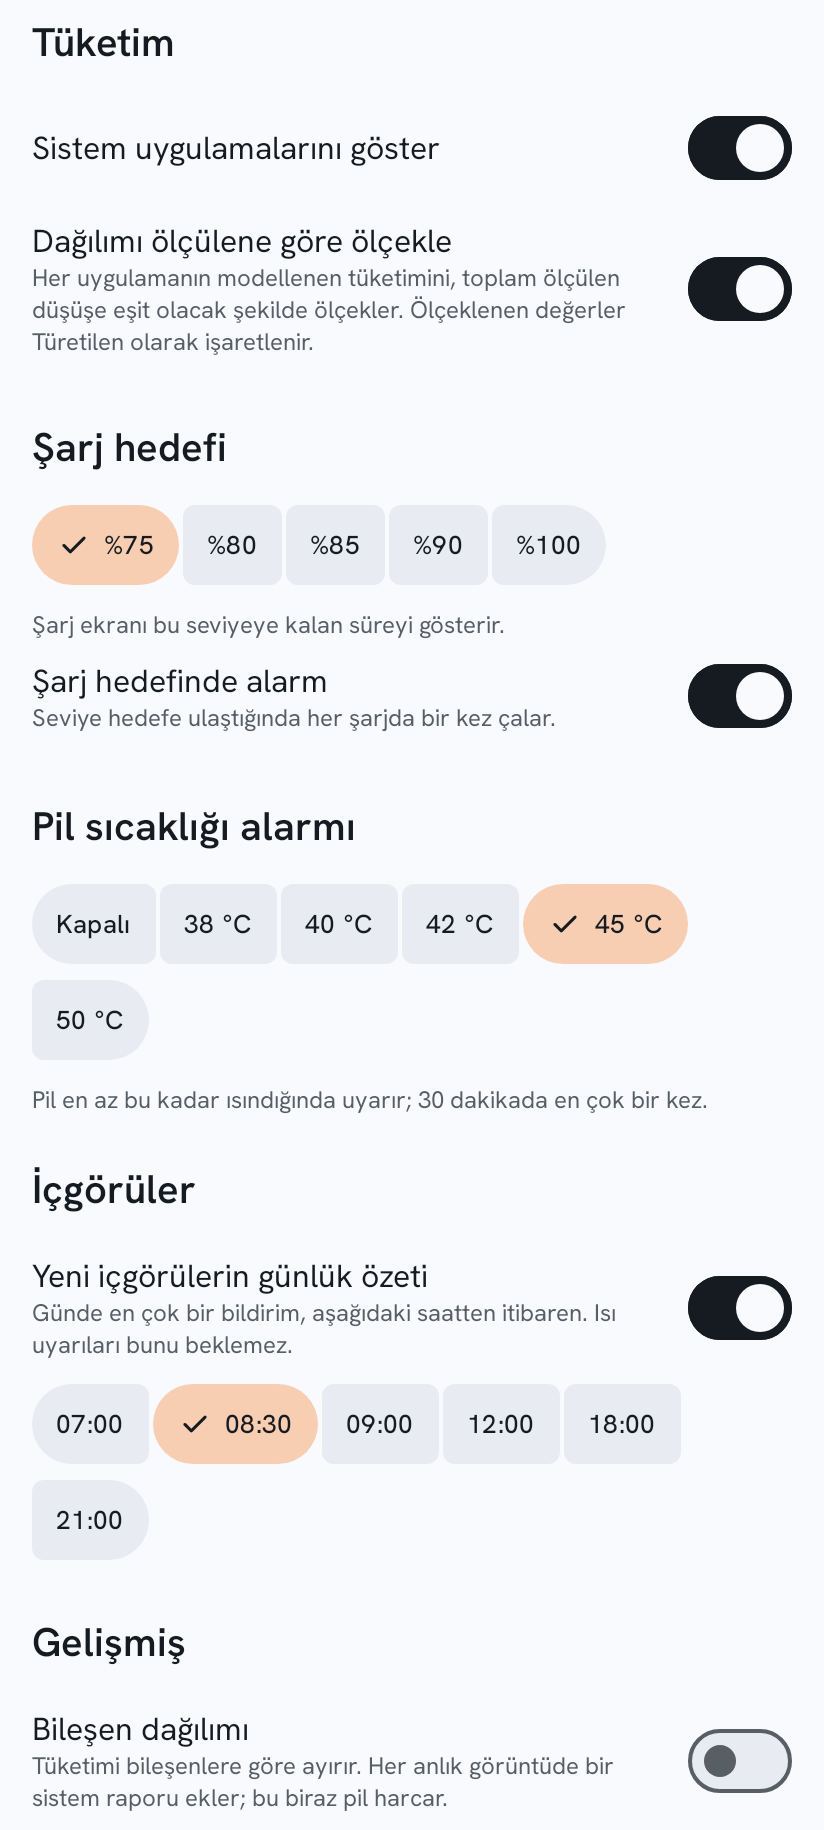 Tüketim
Sistem uygulamalarını göster
Dağılımı ölçülene göre ölçekle
Her uygulamanın modellenen tüketimini, toplam ölçülen
düşüşe eşit olacak şekilde ölçekler. Ölçeklenen değerler
Türetilen olarak işaretlenir.
Şarj hedefi
%75 %80 %85 %90 %100
Şarj ekranı bu seviyeye kalan süreyi gösterir.
Şarj hedefinde alarm
Seviye hedefe ulaştığında her şarjda bir kez çalar.
Pil sıcaklığı alarmı
Kapalı 38 °C 40 °C 42 °C 45 °C
50 °C
Pil en az bu kadar ısındığında uyarır; 30 dakikada en çok bir kez.
İçgörüler
Yeni içgörülerin günlük özeti
Günde en çok bir bildirim, aşağıdaki saatten itibaren. Isı
uyarıları bunu beklemez.
07:00 08:30 09:00 12:00 18:00
21:00
Gelişmiş
Bileşen dağılımı
Tüketimi bileşenlere göre ayırır. Her anlık görüntüde bir
sistem raporu ekler; bu biraz pil harcar.